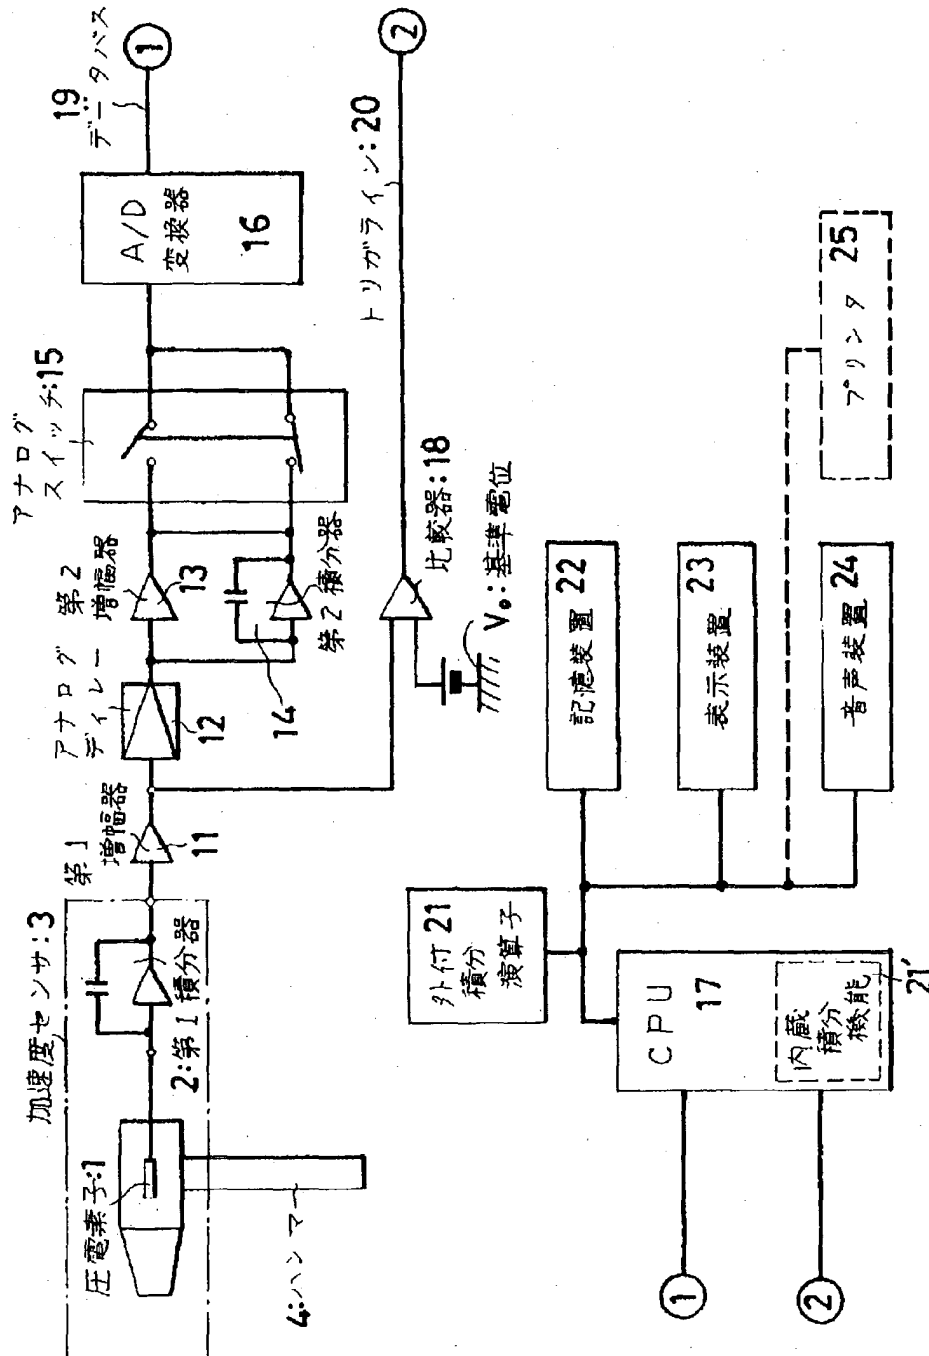 加速度センサ:3
圧電素子:1
4:ハンマー
2:第1積分器
第1
増幅器
11
アナログ
ディレー
12
第2
増幅器
13
14
第2積分器
アナログ
スイッチ:15
A/D
変換器
16
19
データバス
①
トリガライン:20
②
比較器:18
V₀:基準電位
外付21
積分
演算子
CPU
17
内蔵
積分
機能
21′
①
②
記憶装置 22
表示装置 23
音声装置 24
プリンタ 25